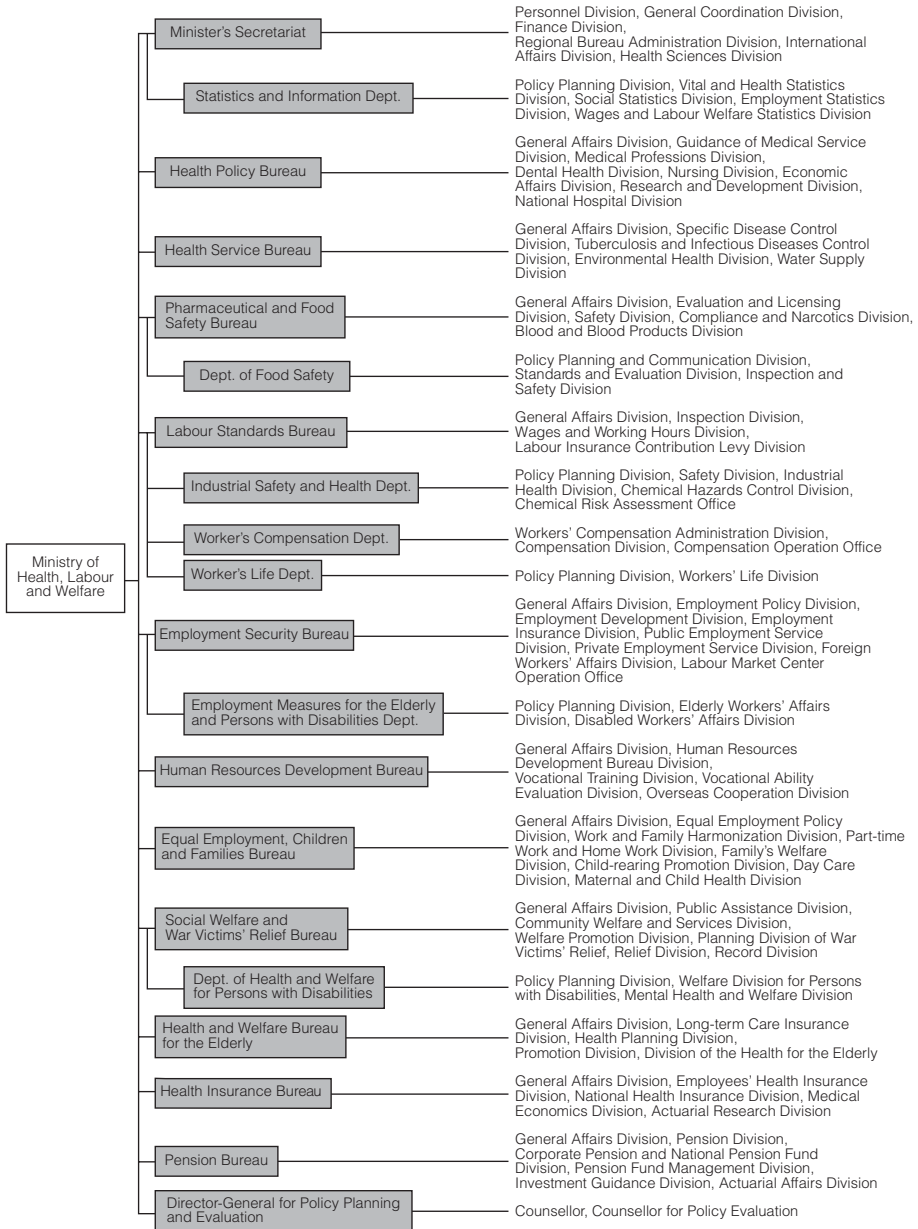 Minister's Secretariat
Personnel Division, General Coordination Division,
Finance Division,
Regional Bureau Administration Division, International
Affairs Division, Health Sciences Division
Statistics and Information Dept.
Policy Planning Division, Vital and Health Statistics
Division, Social Statistics Division, Employment Statistics
Division, Wages and Labour Welfare Statistics Division
Health Policy Bureau
General Affairs Division, Guidance of Medical Service
Division, Medical Professions Division,
Dental Health Division, Nursing Division, Economic
Affairs Division, Research and Development Division,
National Hospital Division
Health Service Bureau
General Affairs Division, Specific Disease Control
Division, Tuberculosis and Infectious Diseases Control
Division, Environmental Health Division, Water Supply
Division
Pharmaceutical and Food
Safety Bureau
General Affairs Division, Evaluation and Licensing
Division, Safety Division, Compliance and Narcotics Division,
Blood and Blood Products Division
Dept. of Food Safety
Policy Planning and Communication Division,
Standards and Evaluation Division, Inspection and
Safety Division
Labour Standards Bureau
General Affairs Division, Inspection Division,
Wages and Working Hours Division,
Labour Insurance Contribution Levy Division
Industrial Safety and Health Dept.
Policy Planning Division, Safety Division, Industrial
Health Division, Chemical Hazards Control Division,
Chemical Risk Assessment Office
Worker's Compensation Dept.
Workers' Compensation Administration Division,
Compensation Division, Compensation Operation Office
Ministry of
Health, Labour
and Welfare
Worker's Life Dept.
Policy Planning Division, Workers' Life Division
Employment Security Bureau
General Affairs Division, Employment Policy Division,
Employment Development Division, Employment
Insurance Division, Public Employment Service
Division, Private Employment Service Division, Foreign
Workers' Affairs Division, Labour Market Center
Operation Office
Employment Measures for the Elderly
and Persons with Disabilities Dept.
Policy Planning Division, Elderly Workers' Affairs
Division, Disabled Workers' Affairs Division
Human Resources Development Bureau
General Affairs Division, Human Resources
Development Bureau Division,
Vocational Training Division, Vocational Ability
Evaluation Division, Overseas Cooperation Division
Equal Employment, Children
and Families Bureau
General Affairs Division, Equal Employment Policy
Division, Work and Family Harmonization Division, Part-time
Work and Home Work Division, Family's Welfare
Division, Child-rearing Promotion Division, Day Care
Division, Maternal and Child Health Division
Social Welfare and
War Victims' Relief Bureau
General Affairs Division, Public Assistance Division,
Community Welfare and Services Division,
Welfare Promotion Division, Planning Division of War
Victims' Relief, Relief Division, Record Division
Dept. of Health and Welfare
for Persons with Disabilities
Policy Planning Division, Welfare Division for Persons
with Disabilities, Mental Health and Welfare Division
Health and Welfare Bureau
for the Elderly
General Affairs Division, Long-term Care Insurance
Division, Health Planning Division,
Promotion Division, Division of the Health for the Elderly
Health Insurance Bureau
General Affairs Division, Employees' Health Insurance
Division, National Health Insurance Division, Medical
Economics Division, Actuarial Research Division
Pension Bureau
General Affairs Division, Pension Division,
Corporate Pension and National Pension Fund
Division, Pension Fund Management Division,
Investment Guidance Division, Actuarial Affairs Division
Director-General for Policy Planning
and Evaluation
Counsellor, Counsellor for Policy Evaluation